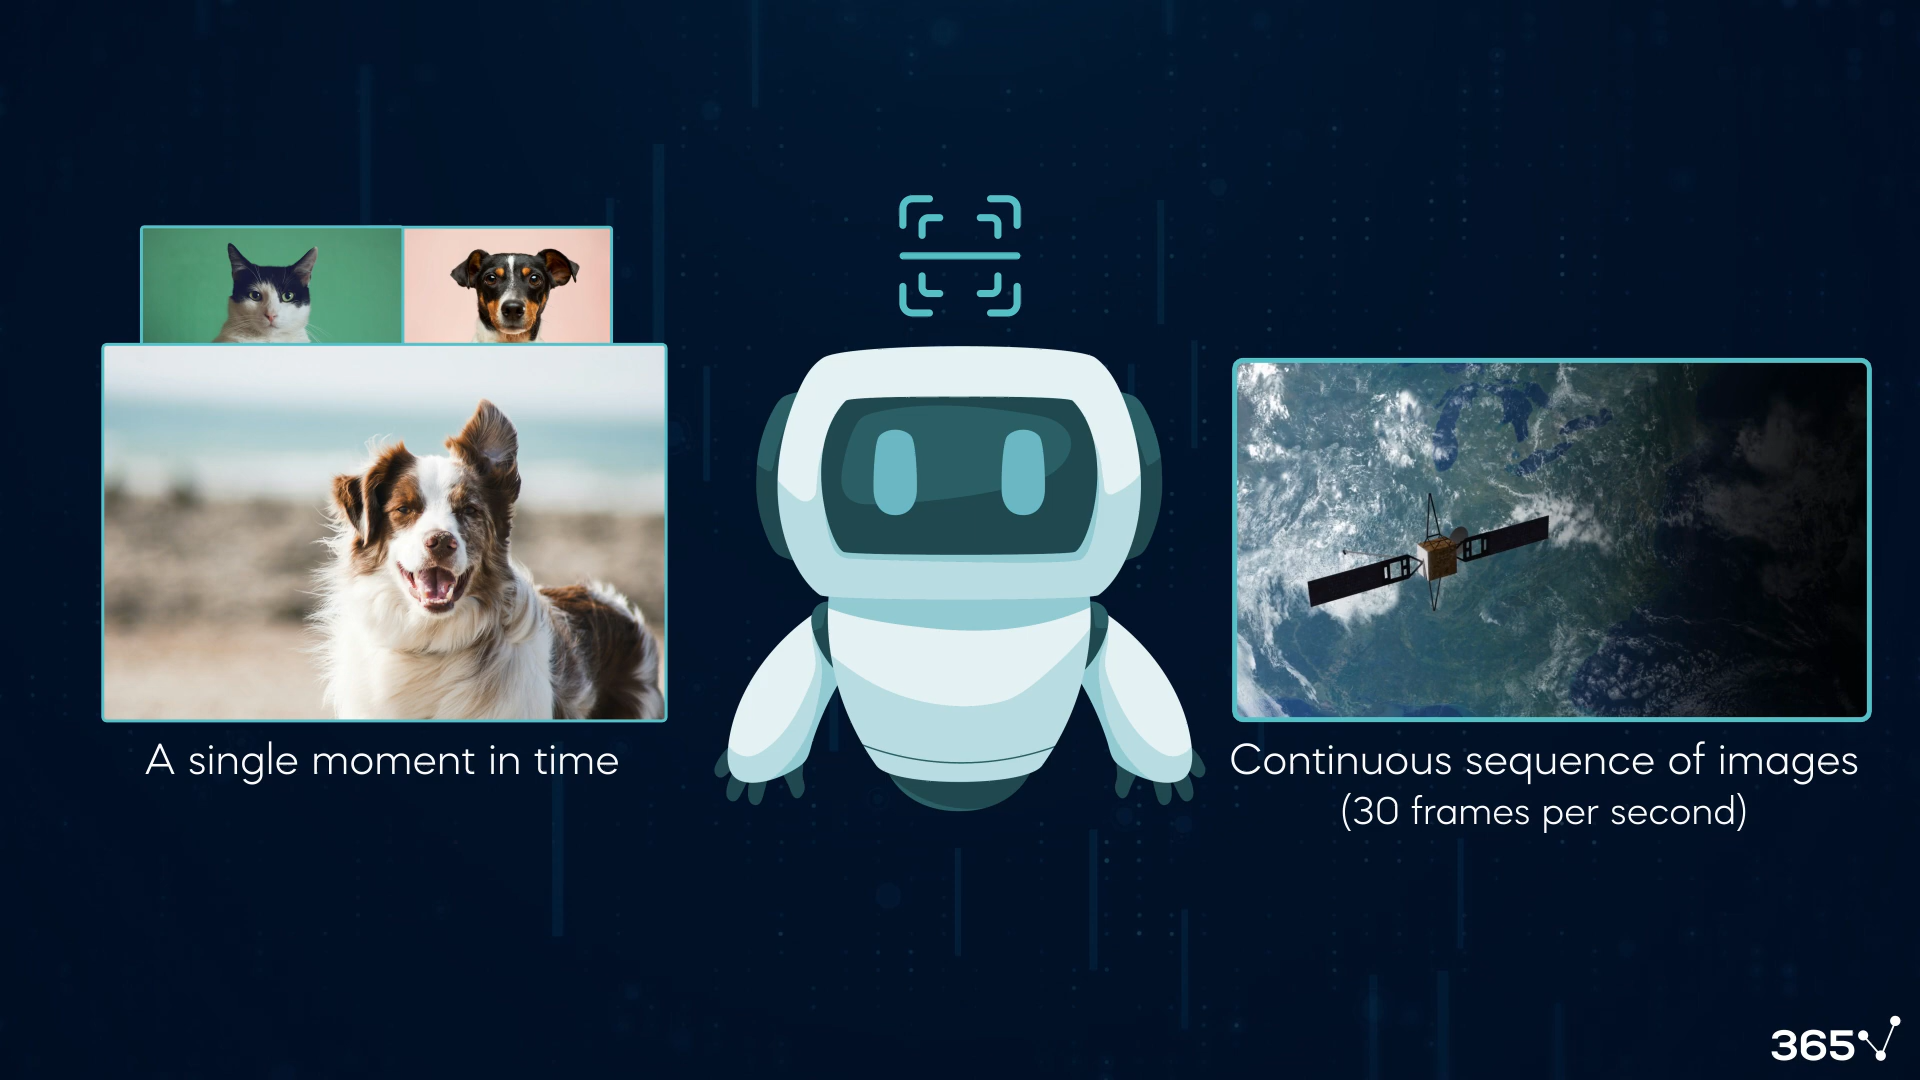 A single moment in time
Continuous sequence of images
(30 frames per second)
365